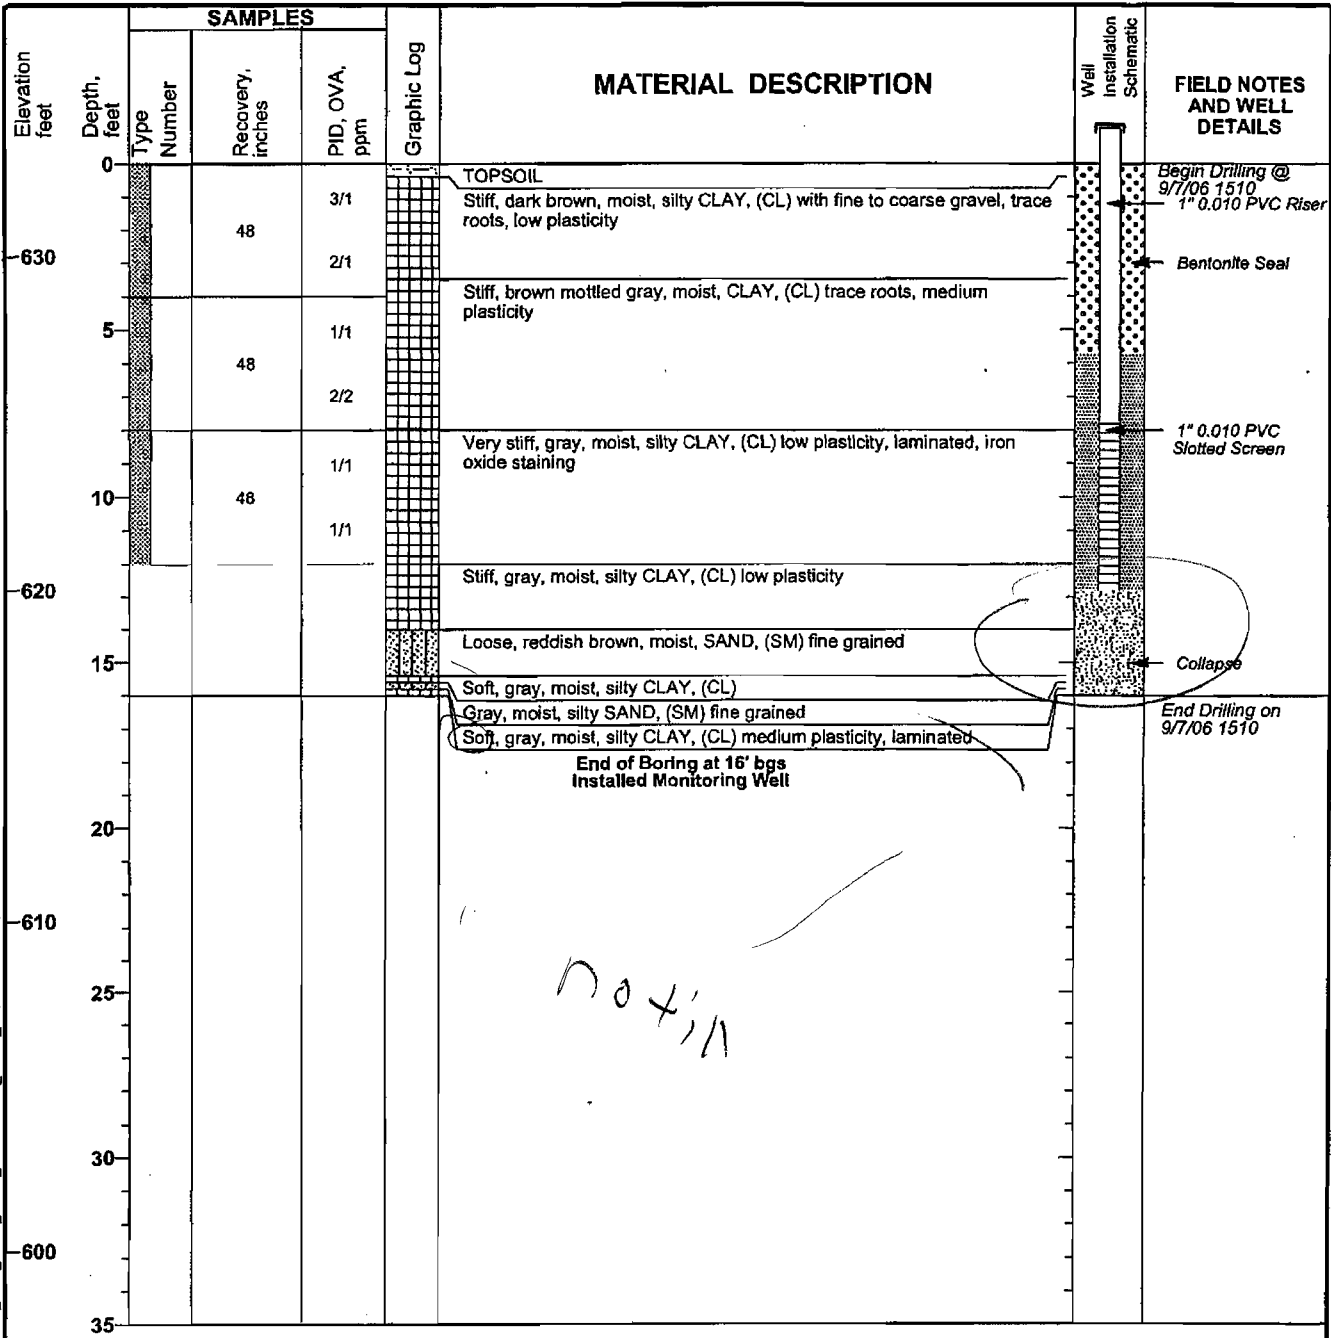 SAMPLES
Elevation
feet
Depth,
feet
Type
Number
Recovery,
inches
PID, OVA,
ppm
Graphic Log
MATERIAL DESCRIPTION
Well
Installation
Schematic
FIELD NOTES
AND WELL
DETAILS
0
TOPSOIL
Begin Drilling @
9/7/06 1510
3/1
Stiff, dark brown, moist, silty CLAY, (CL) with fine to coarse gravel, trace
roots, low plasticity
1" 0.010 PVC Riser
48
630
2/1
Bentonite Seal
Stiff, brown mottled gray, moist, CLAY, (CL) trace roots, medium
plasticity
5
1/1
48
2/2
Very stiff, gray, moist, silty CLAY, (CL) low plasticity, laminated, iron
oxide staining
1" 0.010 PVC
Slotted Screen
1/1
10
48
1/1
Stiff, gray, moist, silty CLAY, (CL) low plasticity
620
Loose, reddish brown, moist, SAND, (SM) fine grained
15
Collapse
Soft, gray, moist, silty CLAY, (CL)
Gray, moist, silty SAND, (SM) fine grained
Soft, gray, moist, silty CLAY, (CL) medium plasticity, laminated
End Drilling on
9/7/06 1510
End of Boring at 16' bgs
Installed Monitoring Well
20
610
25
30
600
35